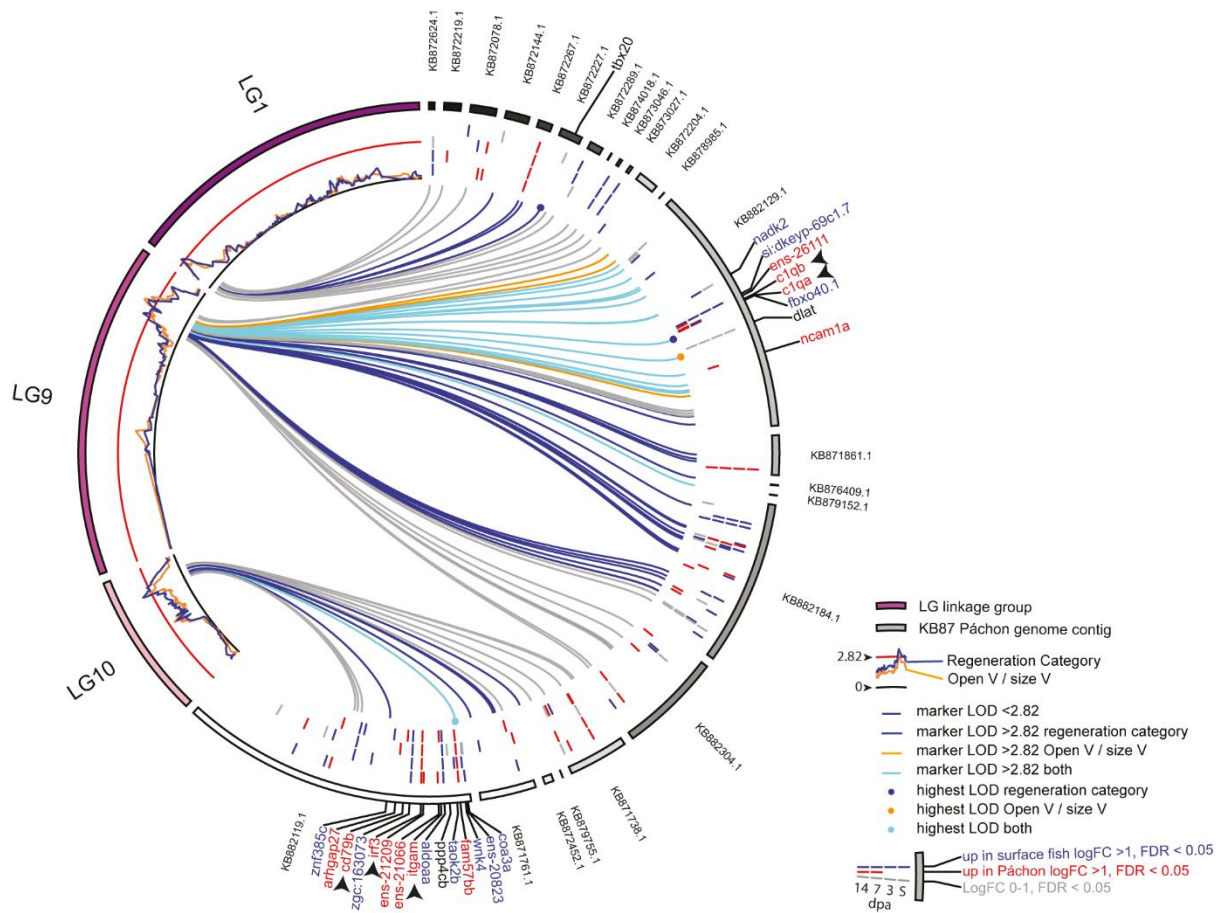 LG1
LG9
LG10
KB872624.1
KB872219.1
KB872078.1
KB872144.1
KB872267.1
KB872227.1
tbx20
KB872289.1
KB874018.1
KB873046.1
KB873027.1
KB872204.1
KB878985.1
KB882129.1
nadk2
si:dkeyp-69c1.7
ens-26111
c1qb
c1qa
fbxo40.1
dlat
ncam1a
KB871861.1
KB876409.1
KB879152.1
KB882184.1
KB882304.1
KB871738.1
KB879755.1
KB872452.1
KB871761.1
coa3a
ens-20823
wnk4
fam57bb
taok2b
ppp4cb
aldoaa
itgam
ens-21066
ens-21209
irf3
zgc:163073
cd79b
arhgap27
znf385c
KB882119.1
LG linkage group
KB87 Páchon genome contig
2.82
0
Regeneration Category
Open V / size V
marker LOD <2.82
marker LOD >2.82 regeneration category
marker LOD >2.82 Open V / size V
marker LOD >2.82 both
highest LOD regeneration category
highest LOD Open V / size V
highest LOD both
up in surface fish logFC >1, FDR < 0.05
up in Páchon logFC >1, FDR < 0.05
LogFC 0-1, FDR < 0.05
14 7 3 S
dpa